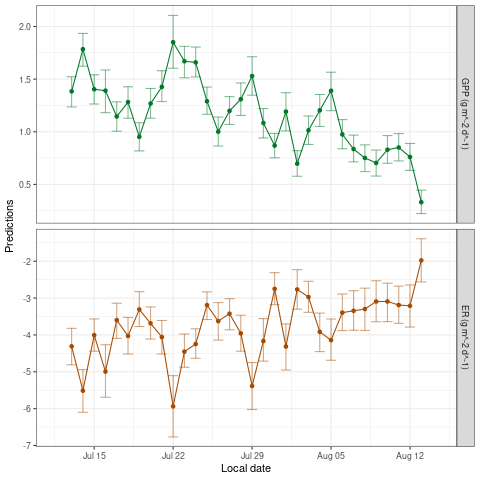 Predictions
2.0
1.5
1.0
0.5
GPP (g m^-2 d^-1)
-2
-3
-4
-5
-6
-7
ER (g m^-2 d^-1)
Jul 15
Jul 22
Jul 29
Aug 05
Aug 12
Local date